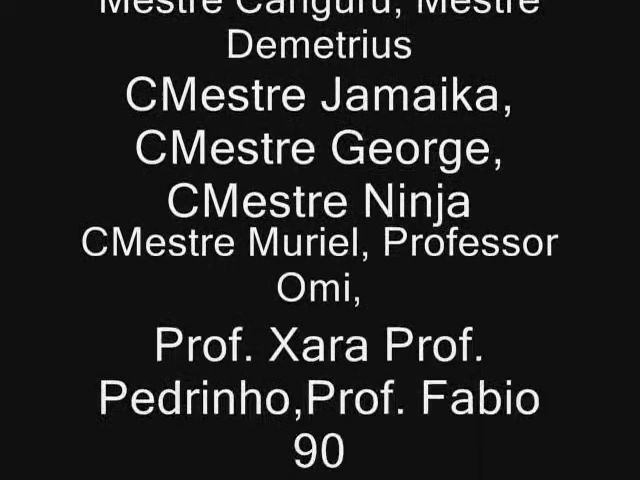 Mestre Canguru, Mestre
Demetrius
CMestre Jamaika,
CMestre George,
CMestre Ninja
CMestre Muriel, Professor
Omi,
Prof. Xara Prof.
Pedrinho,Prof. Fabio
90